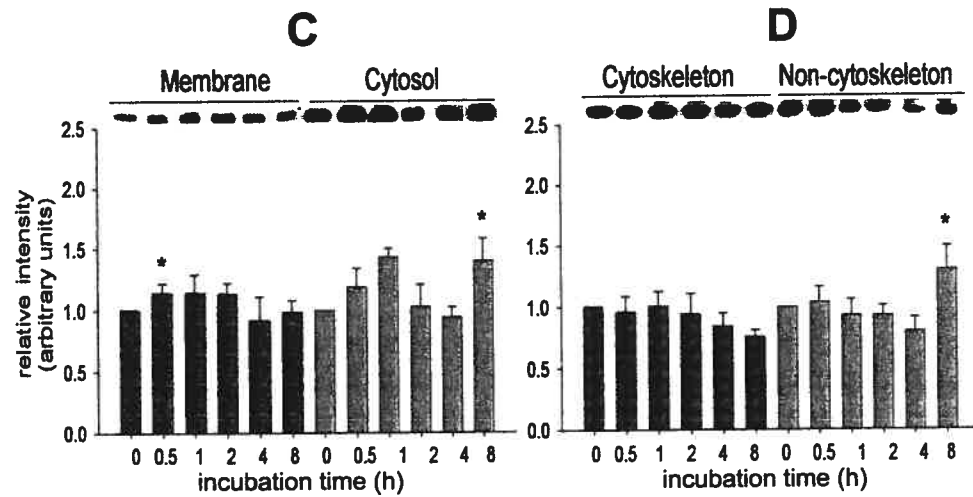 C
D
Membrane Cytosol
Cytoskeleton Non-cytoskeleton
relative intensity
(arbitrary units)
2.5
2.0
1.5
1.0
0.5
0.0
* *
0 0.5 1 2 4 8 0 0.5 1 2 4 8
incubation time (h)
2.5
2.0
1.5
1.0
0.5
0.0
*
0 0.5 1 2 4 8 0 0.5 1 2 4 8
incubation time (h)